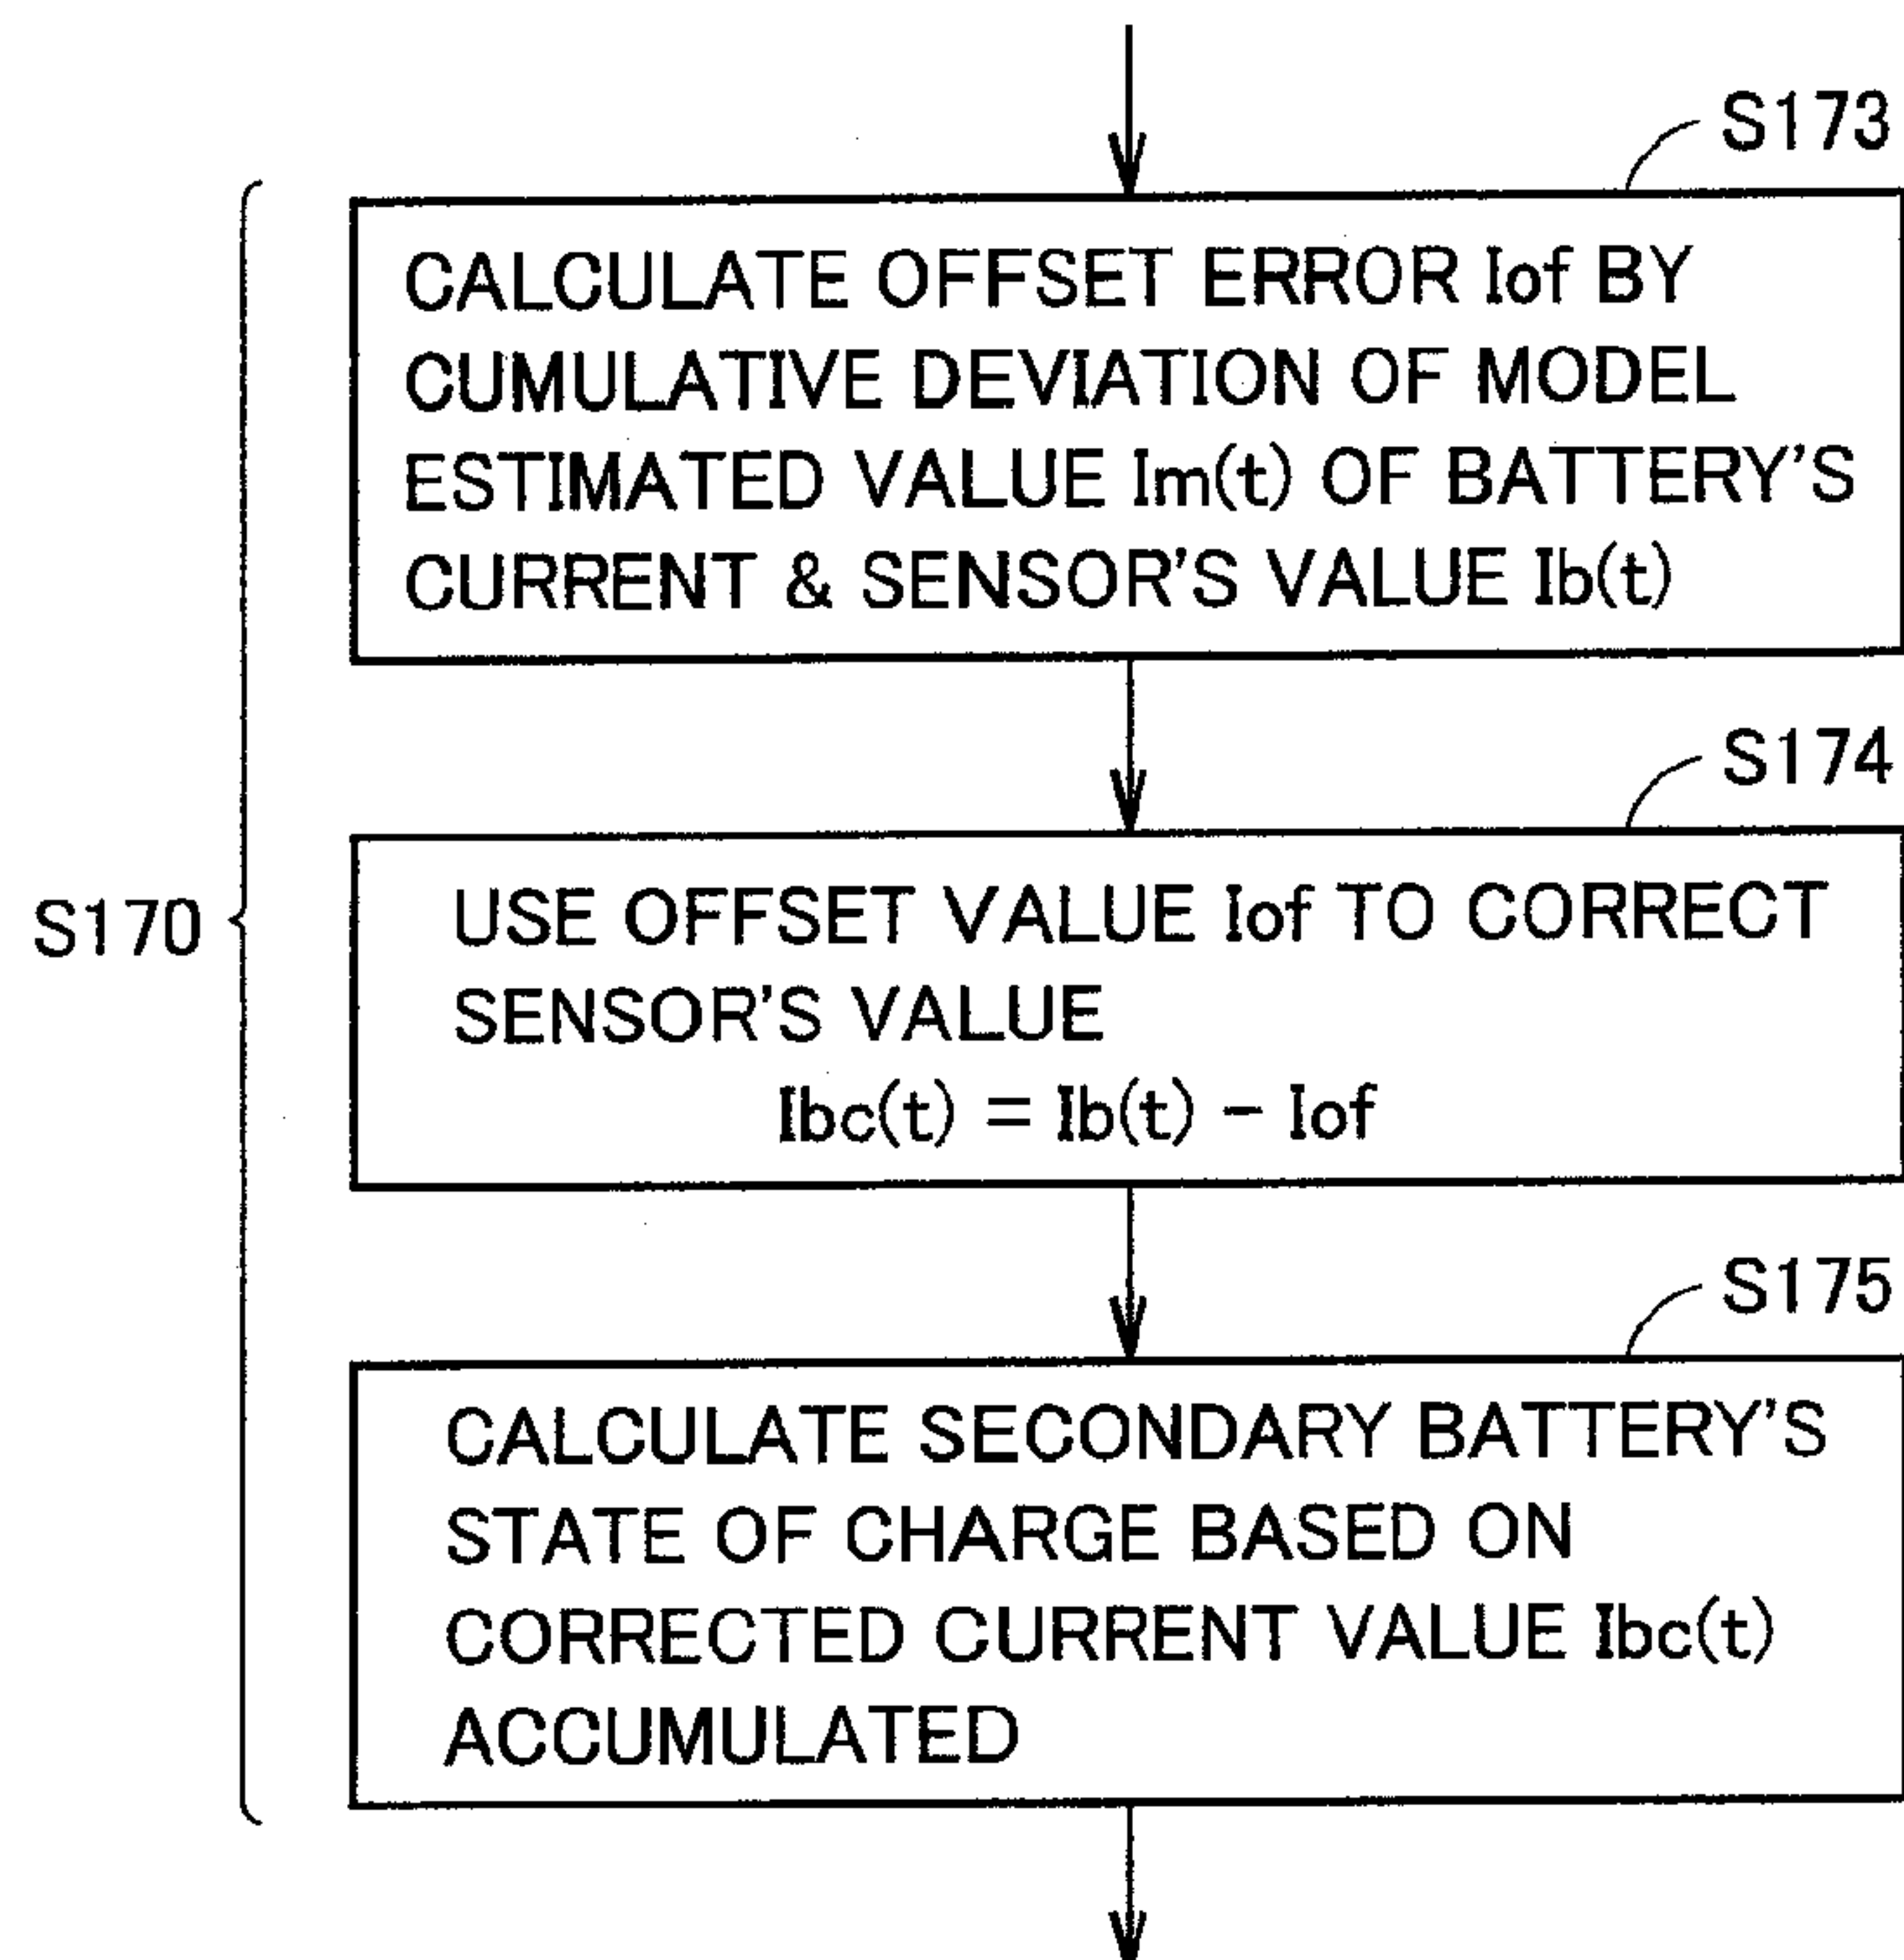 S173
CALCULATE OFFSET ERROR Iof BY
CUMULATIVE DEVIATION OF MODEL
ESTIMATED VALUE Im(t) OF BATTERY'S
CURRENT & SENSOR'S VALUE Ib(t)
S174
USE OFFSET VALUE Iof TO CORRECT
SENSOR'S VALUE
Ibc(t) = Ib(t) - Iof
S170
S175
CALCULATE SECONDARY BATTERY'S
STATE OF CHARGE BASED ON
CORRECTED CURRENT VALUE Ibc(t)
ACCUMULATED